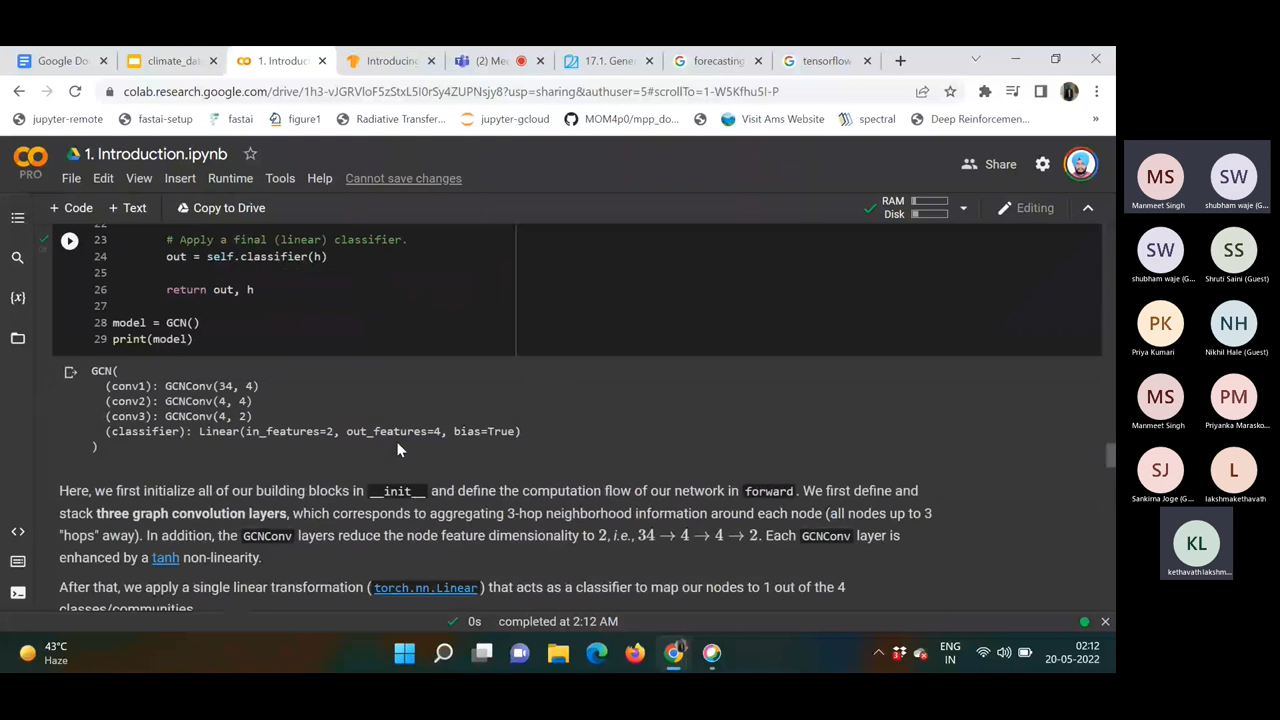 Google Do
climate_da
1. Introduc
Introducin
(2) Mee
17.1. Gene
forecasting
tensorflow
colab.research.google.com/drive/1h3-vJGRVloF5zStxL5I0rSy4ZUPNsjy8?usp=sharing&authuser=5#scrollTo=1-W5Kfhu5I-P
jupyter-remote
fastai-setup
fastai
figure1
Radiative Transfer...
jupyter-gcloud
MOM4p0/mpp_do...
Visit Ams Website
spectral
Deep Reinforcemen...
»
CO
PRO
1. Introduction.ipynb
File Edit View Insert Runtime Tools Help Cannot save changes
Share
+ Code + Text Copy to Drive
RAM
Disk
Editing
22
23 # Apply a final (linear) classifier.
24 out = self.classifier(h)
25
26 return out, h
27
28 model = GCN()
29 print(model)
GCN(
(conv1): GCNConv(34, 4)
(conv2): GCNConv(4, 4)
(conv3): GCNConv(4, 2)
(classifier): Linear(in_features=2, out_features=4, bias=True)
)
Here, we first initialize all of our building blocks in __init__ and define the computation flow of our network in forward. We first define and
stack three graph convolution layers, which corresponds to aggregating 3-hop neighborhood information around each node (all nodes up to 3
"hops" away). In addition, the GCNConv layers reduce the node feature dimensionality to 2, i.e., 34 → 4 → 4 → 2. Each GCNConv layer is
enhanced by a tanh non-linearity.
After that, we apply a single linear transformation (torch.nn.Linear) that acts as a classifier to map our nodes to 1 out of the 4
classes/communities
0s completed at 2:12 AM
43°C
Haze
ENG
IN
02:12
20-05-2022
MS
Manmeet Singh
SW
shubham waje (G...
SW
shubham waje (G...
SS
Shruti Saini (Guest)
PK
Priya Kumari
NH
Nikhil Hale (Guest)
MS
Manmeet Singh
PM
Priyanka Marasko...
SJ
Sankirna Joge (G...
L
lakshmakethavath
KL
kethavath lakshm...